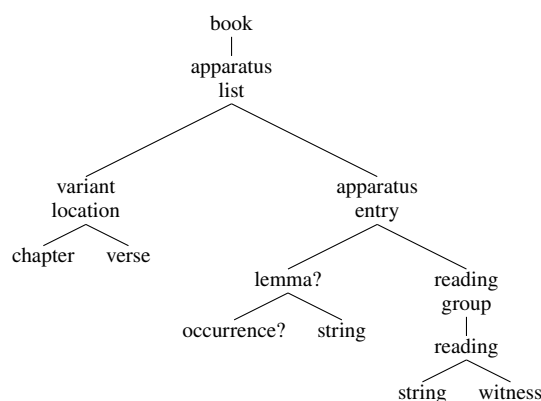 book
apparatus
list
variant
location
apparatus
entry
chapter verse
lemma?
reading
group
occurrence? string
reading
string witness